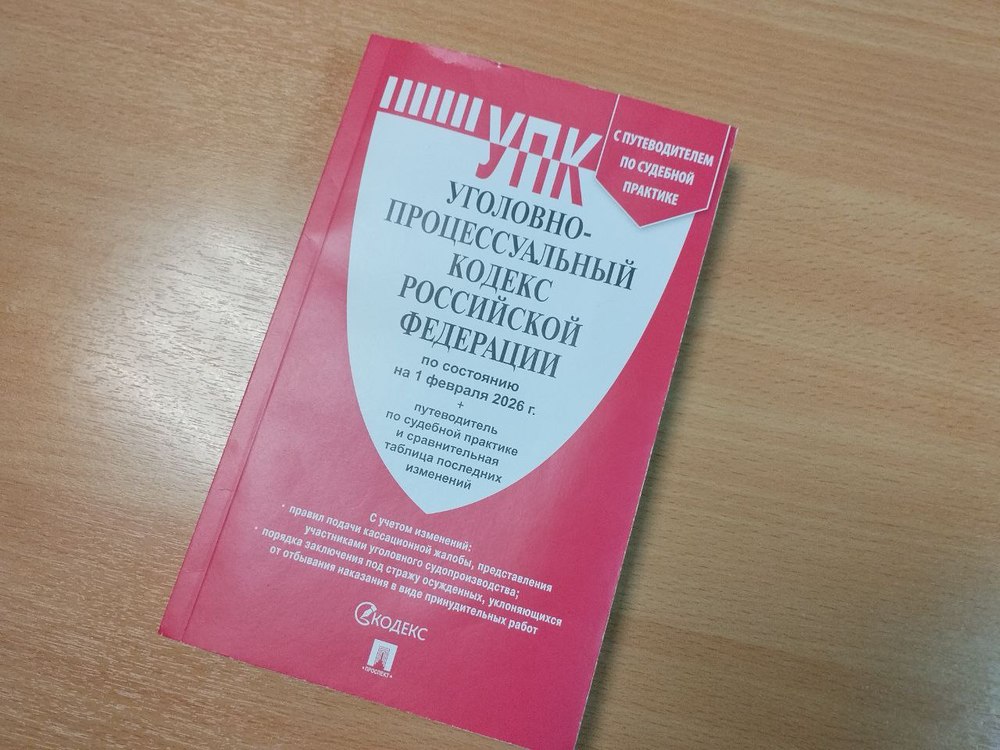 УПК
С ПУТЕВОДИТЕЛЕМ
ПО СУДЕБНОЙ
ПРАКТИКЕ
УГОЛОВНО-
ПРОЦЕССУАЛЬНЫЙ
КОДЕКС
РОССИЙСКОЙ
ФЕДЕРАЦИИ
по состоянию
на 1 февраля 2026 г.
+
путеводитель
по судебной практике
и сравнительная
таблица последних
изменений
С учетом изменений:
• правил подачи кассационной жалобы, представления
участниками уголовного судопроизводства;
• порядка заключения под стражу осужденных, уклоняющихся
от отбывания наказания в виде принудительных работ
КОДЕКС
•ПРОСПЕКТ•